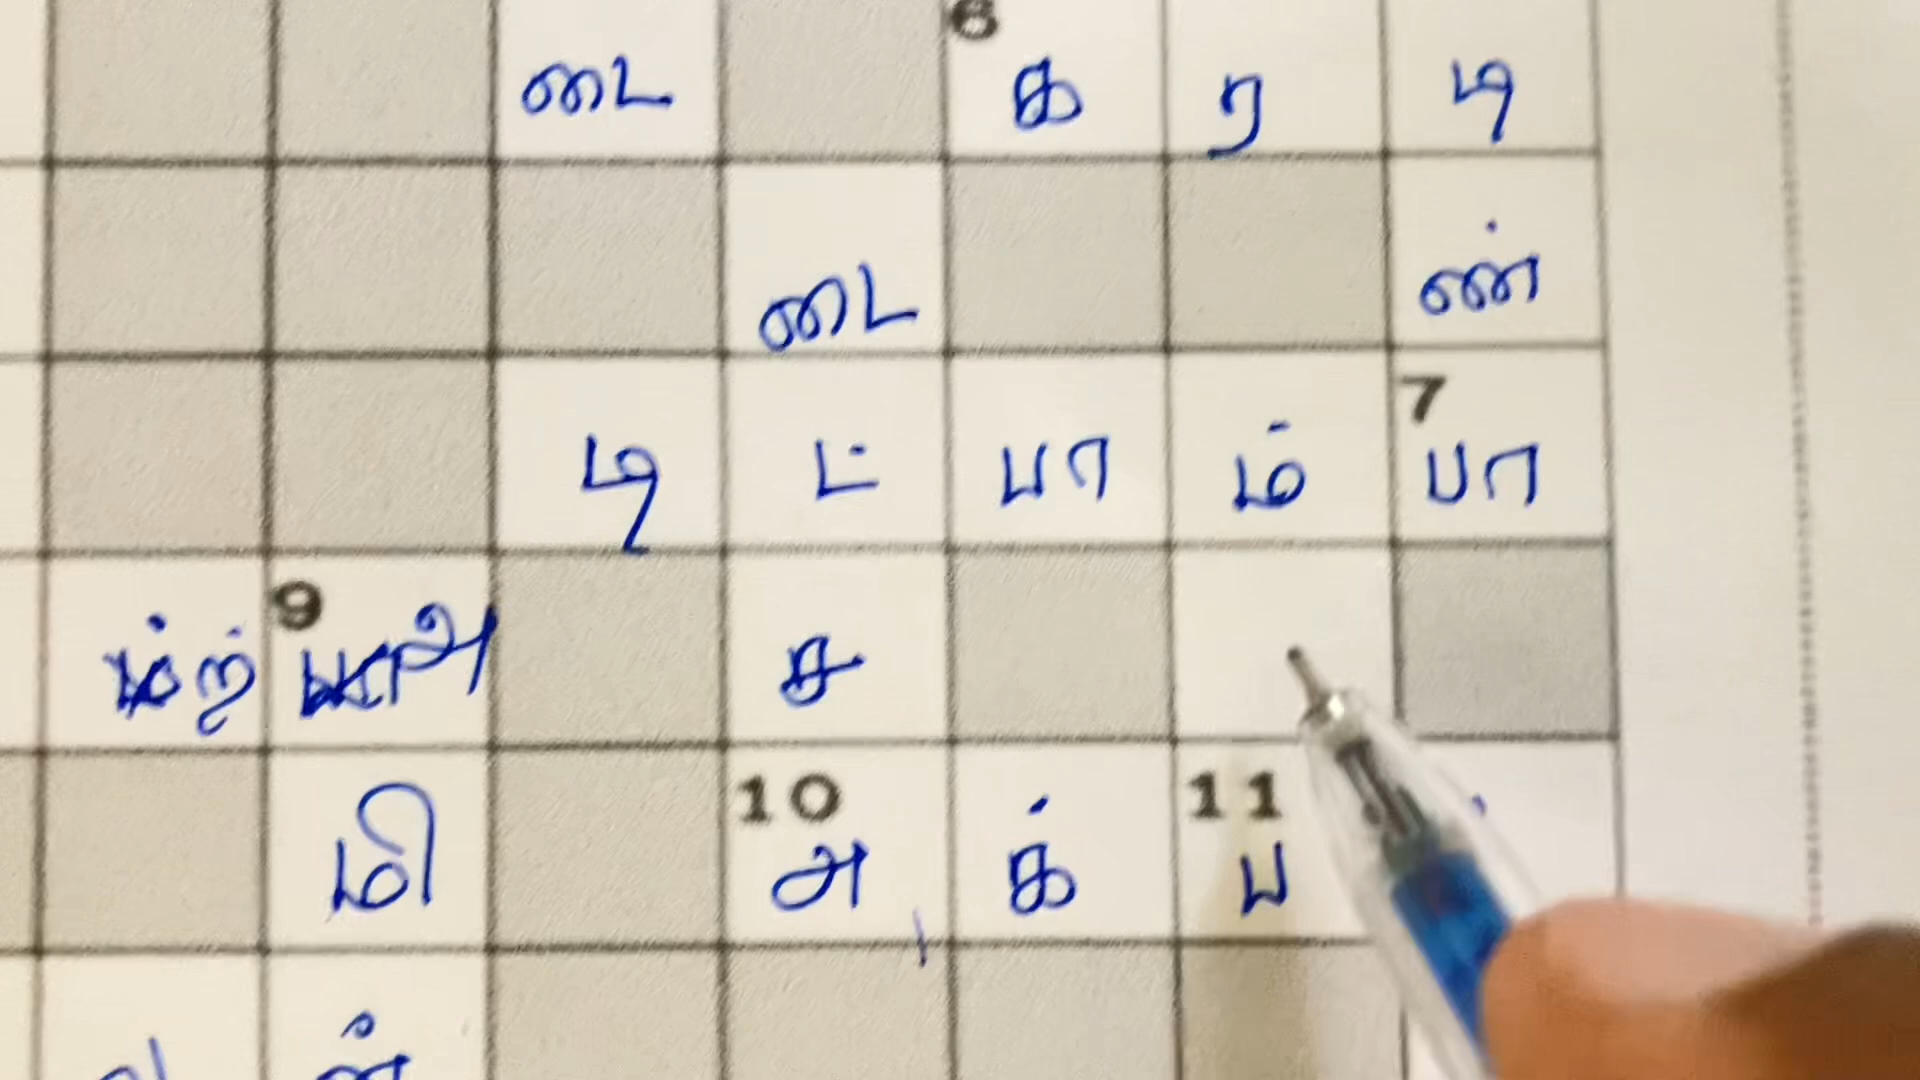 டை 6 க ர டி
டை ண்
டி ட் பா ம் 7 பா
ற் 9 அ ச
மி 10 அ க் 11 ப